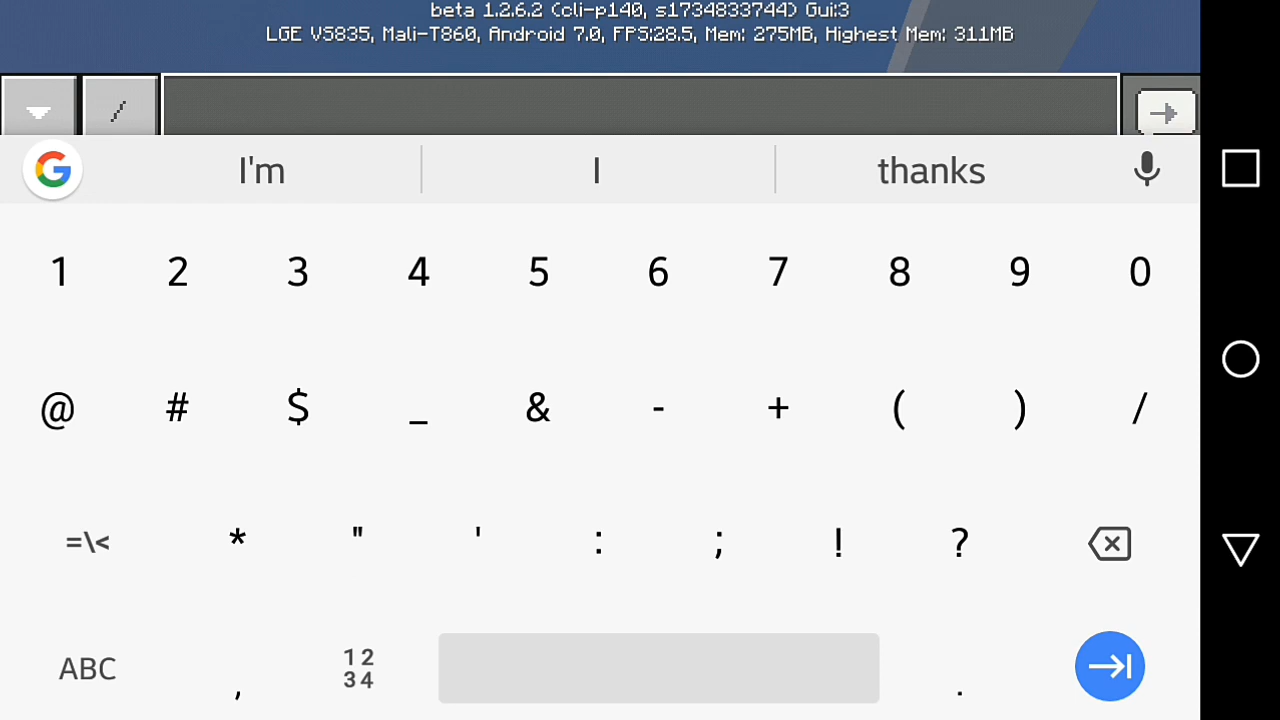 beta 1.2.6.2 (cli-p140, s1734833744) Gui:3
LGE VS835, Mali-T860, Android 7.0, FPS:28.5, Mem: 275MB, Highest Mem: 311MB
/
G I'm I thanks
1 2 3 4 5 6 7 8 9 0
@ # $ _ & - + ( ) /
=\< * " ' : ; ! ?
ABC , 12 34 .